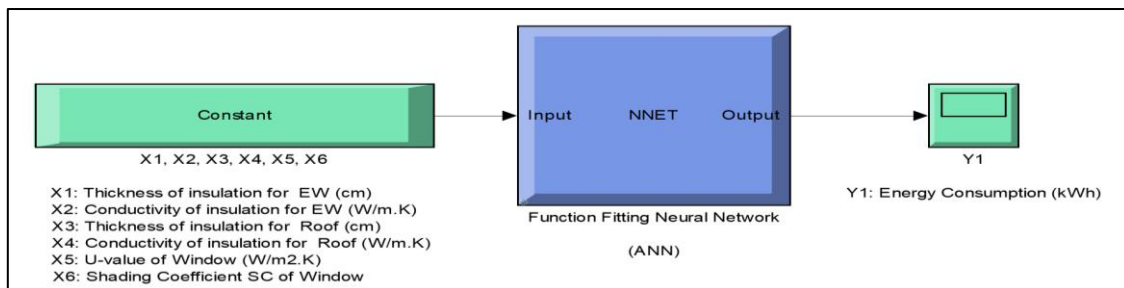 Constant
X1, X2, X3, X4, X5, X6
X1: Thickness of insulation for EW (cm)
X2: Conductivity of insulation for EW (W/m.K)
X3: Thickness of insulation for Roof (cm)
X4: Conductivity of insulation for Roof (W/m.K)
X5: U-value of Window (W/m2.K)
X6: Shading Coefficient SC of Window
Input NNET Output
Function Fitting Neural Network
(ANN)
Y1
Y1: Energy Consumption (kWh)